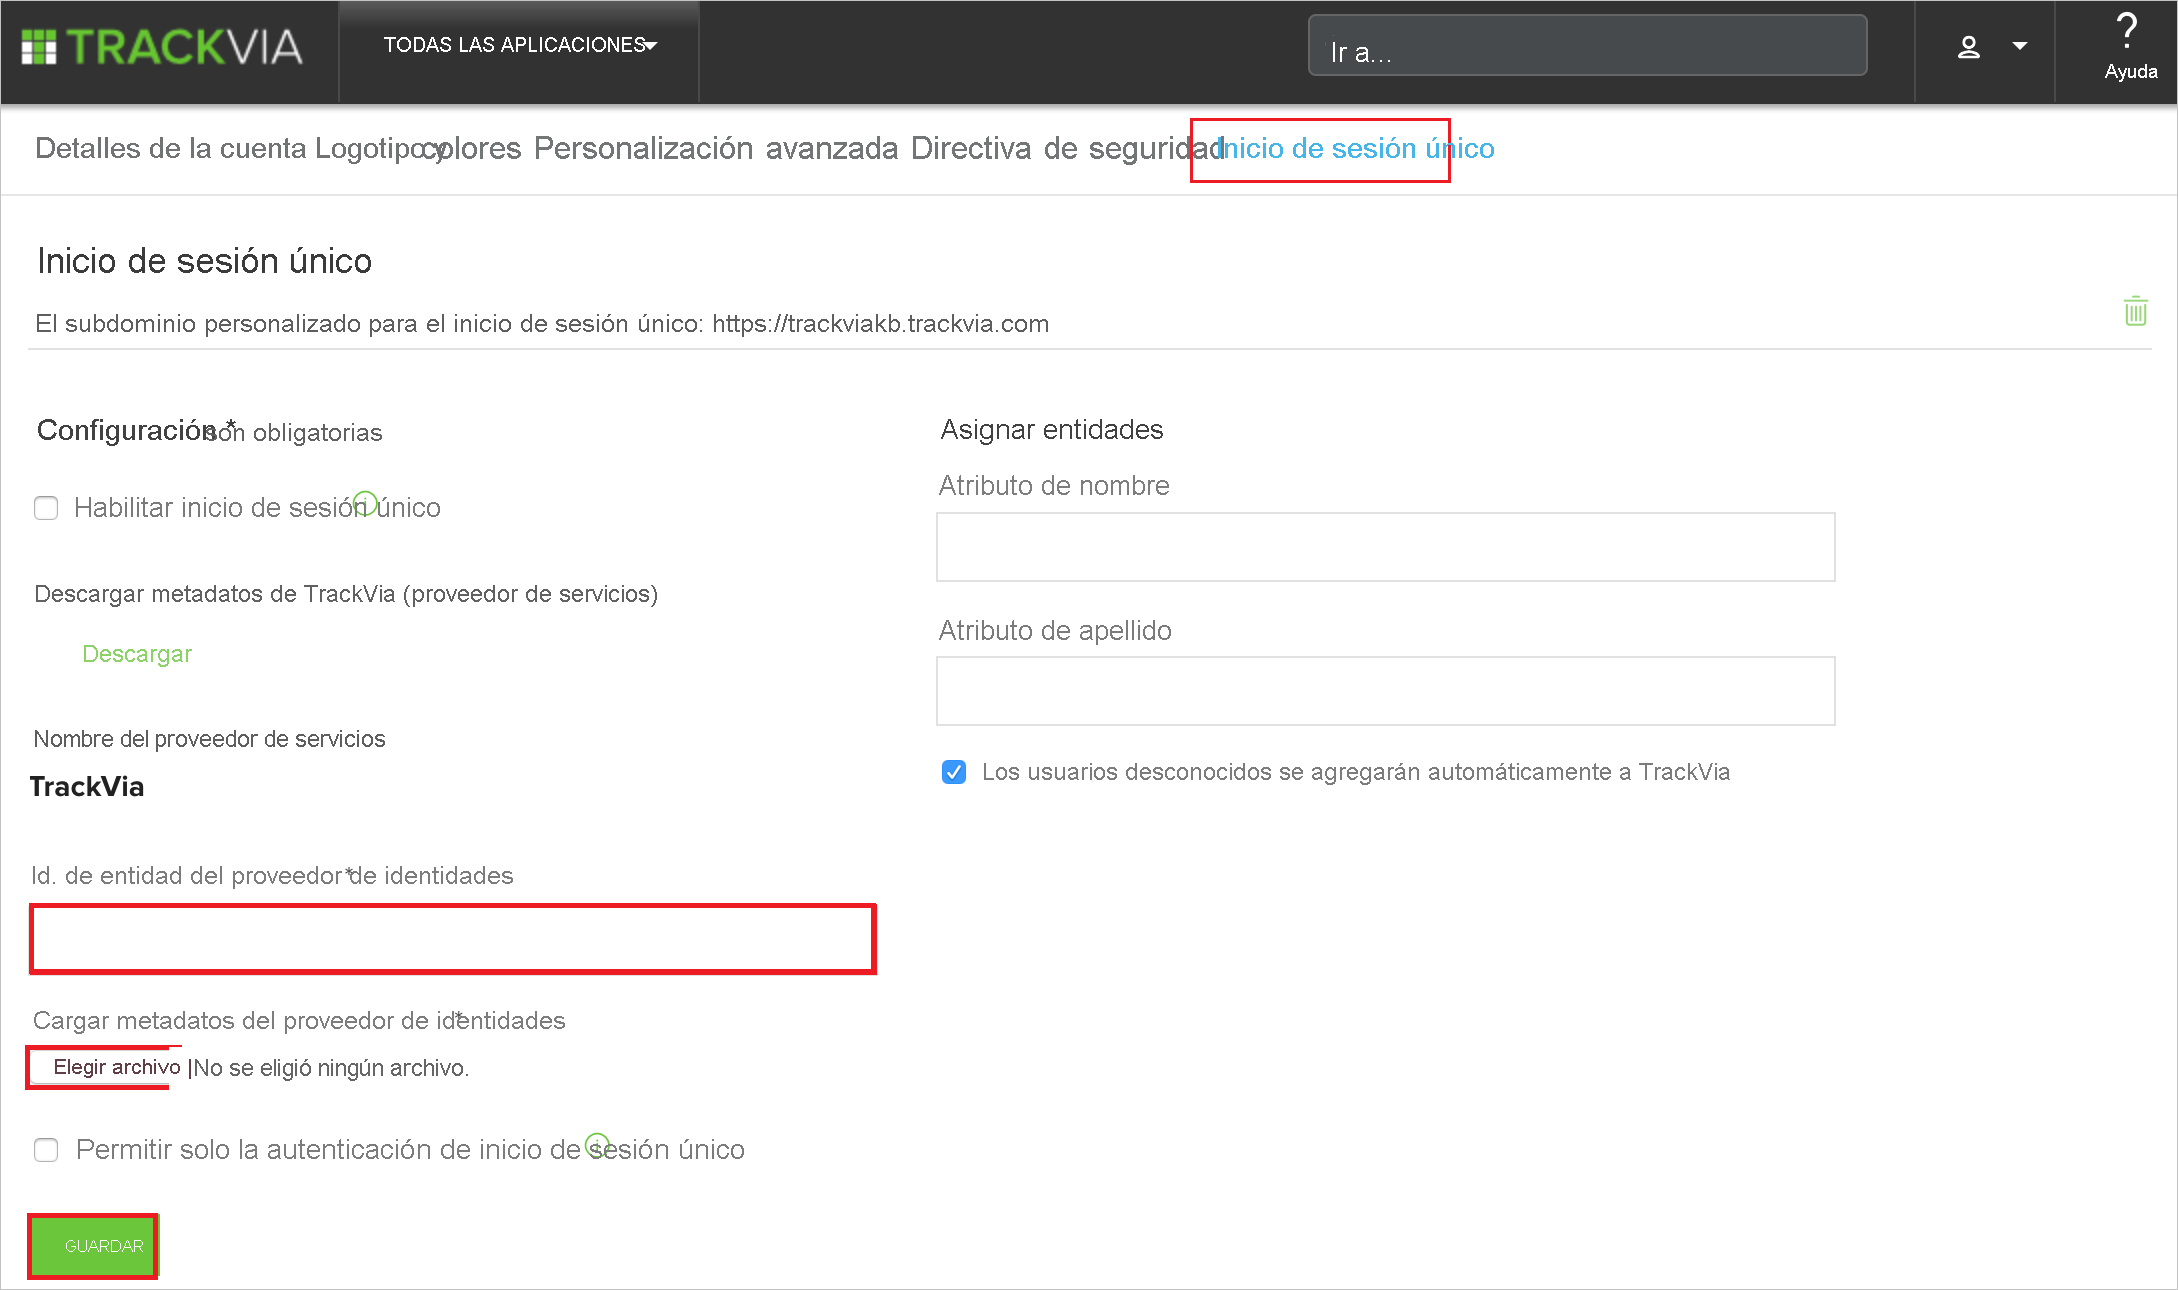 TRACKVIA
TODAS LAS APLICACIONES
Ir a...
?
Ayuda
Detalles de la cuenta Logotipo y colores Personalización avanzada Directiva de seguridad Inicio de sesión único
Inicio de sesión único
El subdominio personalizado para el inicio de sesión único: https://trackviakb.trackvia.com
Configuración * son obligatorias
Habilitar inicio de sesión único
Descargar metadatos de TrackVia (proveedor de servicios)
Descargar
Nombre del proveedor de servicios
TrackVia
Id. de entidad del proveedor de identidades *
Cargar metadatos del proveedor de identidades *
Elegir archivo |No se eligió ningún archivo.
Permitir solo la autenticación de inicio de sesión único
GUARDAR
Asignar entidades
Atributo de nombre
Atributo de apellido
Los usuarios desconocidos se agregarán automáticamente a TrackVia